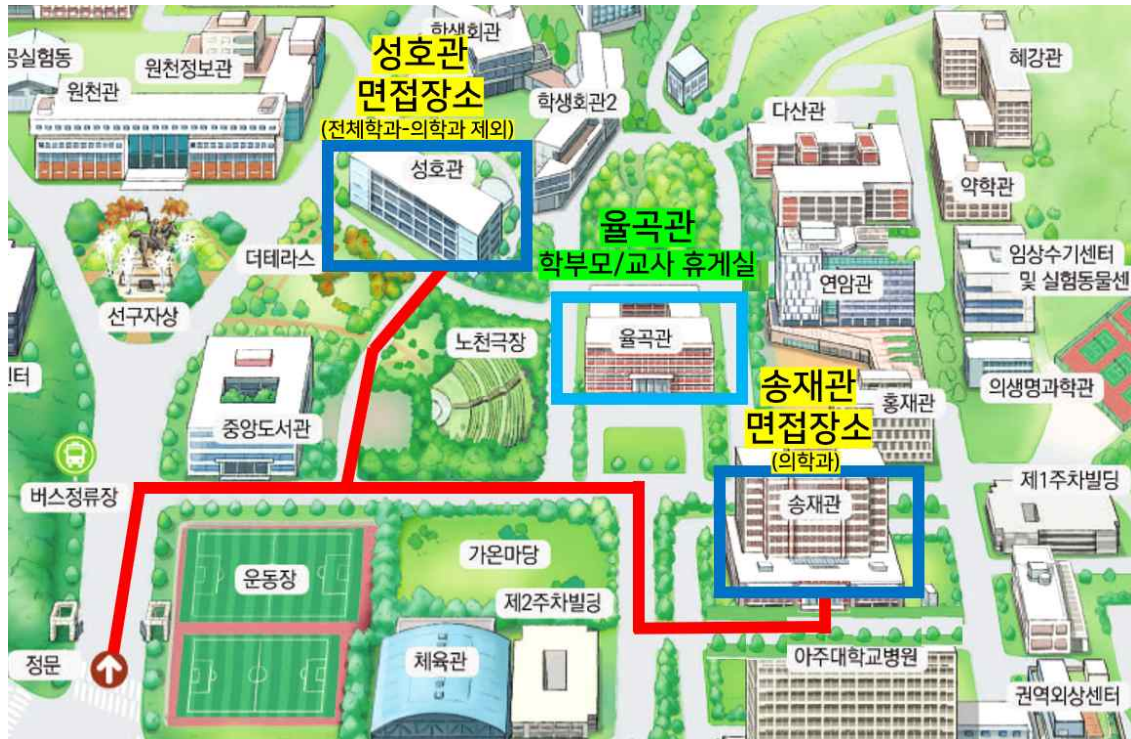 학생회관
성호관
면접장소
(전체학과-의학과 제외)
공실험동
원천정보관
원천관
혜강관
학생회관2
다산관
성호관
약학관
율곡관
학부모/교사 휴게실
더테라스
임상수기센터
및 실험동물센
연암관
선구자상
노천극장
율곡관
센터
송재관
면접장소
(의학과)
의생명과학관
홍재관
중앙도서관
버스정류장
송재관
제1주차빌딩
가온마당
운동장
제2주차빌딩
정문
체육관
아주대학교병원
권역외상센터